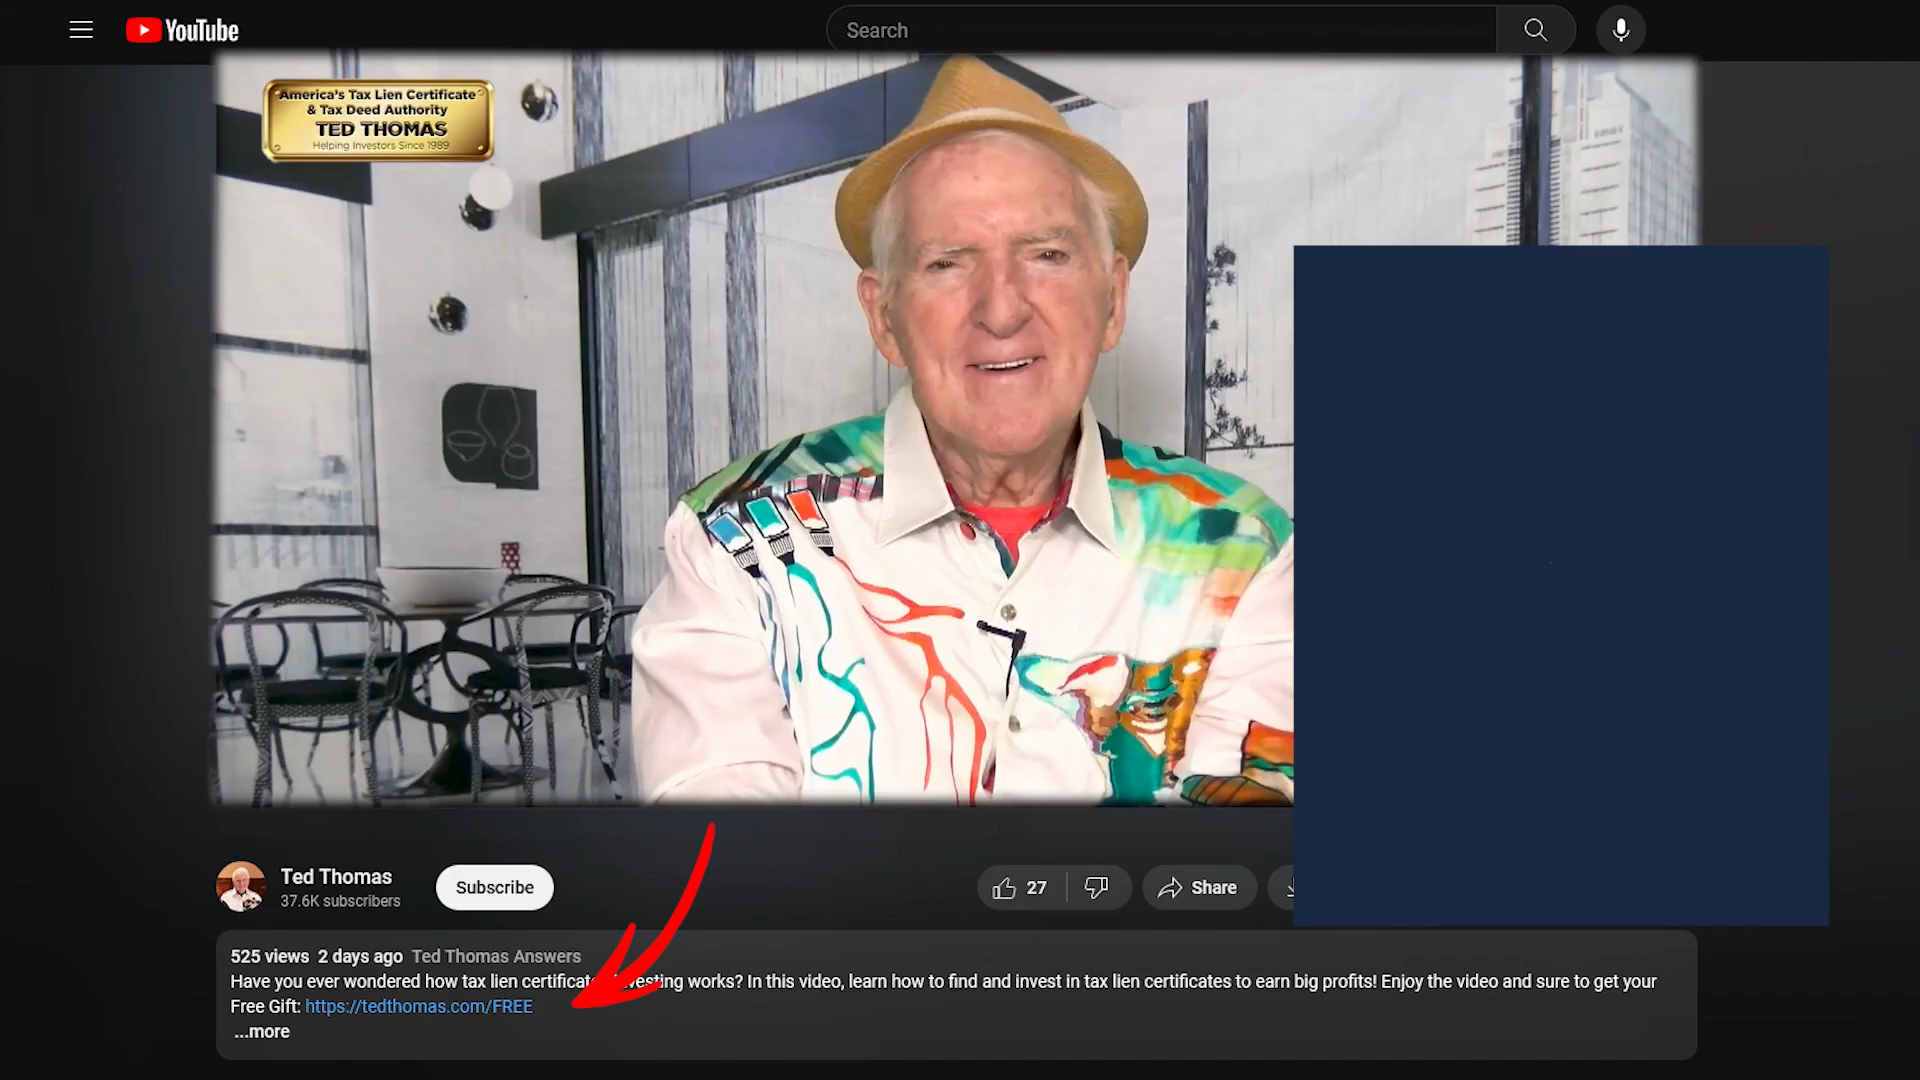 YouTube
Search
America's Tax Lien Certificate
& Tax Deed Authority
TED THOMAS
Helping Investors Since 1989
Ted Thomas
37.6K subscribers
Subscribe
27
Share
525 views 2 days ago Ted Thomas Answers
Have you ever wondered how tax lien certificate investing works? In this video, learn how to find and invest in tax lien certificates to earn big profits! Enjoy the video and sure to get your
Free Gift: https://tedthomas.com/FREE
...more